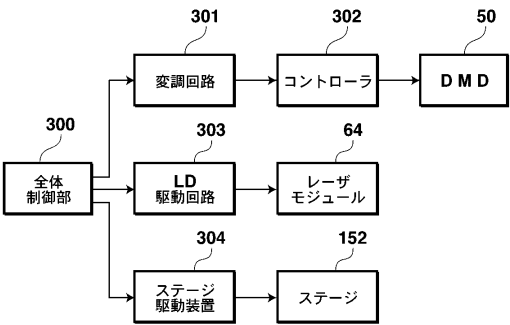 301
302
50
変調回路
コントローラ
DMD
300
303
64
全体
制御部
LD
駆動回路
レーザ
モジュール
304
152
ステージ
駆動装置
ステージ